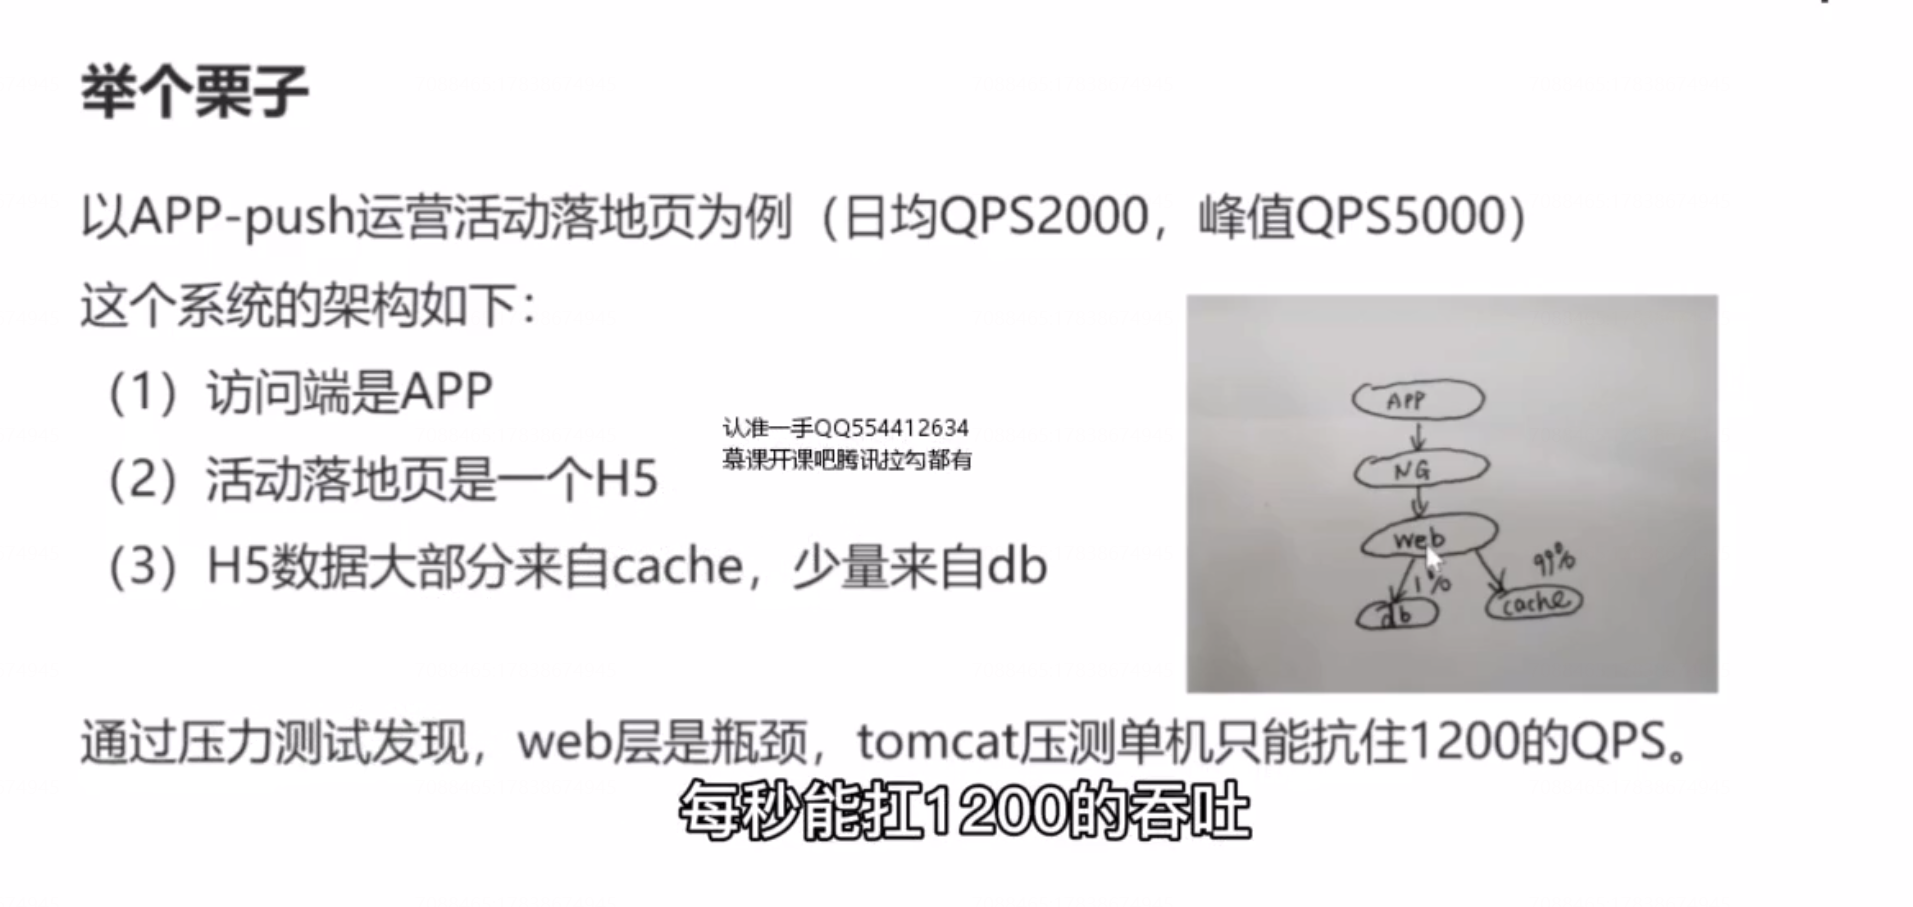 举个栗子
以APP-push运营活动落地页为例（日均QPS2000，峰值QPS5000）
这个系统的架构如下：
（1）访问端是APP
（2）活动落地页是一个H5
（3）H5数据大部分来自cache，少量来自db
认准一手QQ554412634
慕课开课吧腾讯拉勾都有
APP
NG
web
1%
99%
db
cache
通过压力测试发现，web层是瓶颈，tomcat压测单机只能抗住1200的QPS。
每秒能扛1200的吞吐